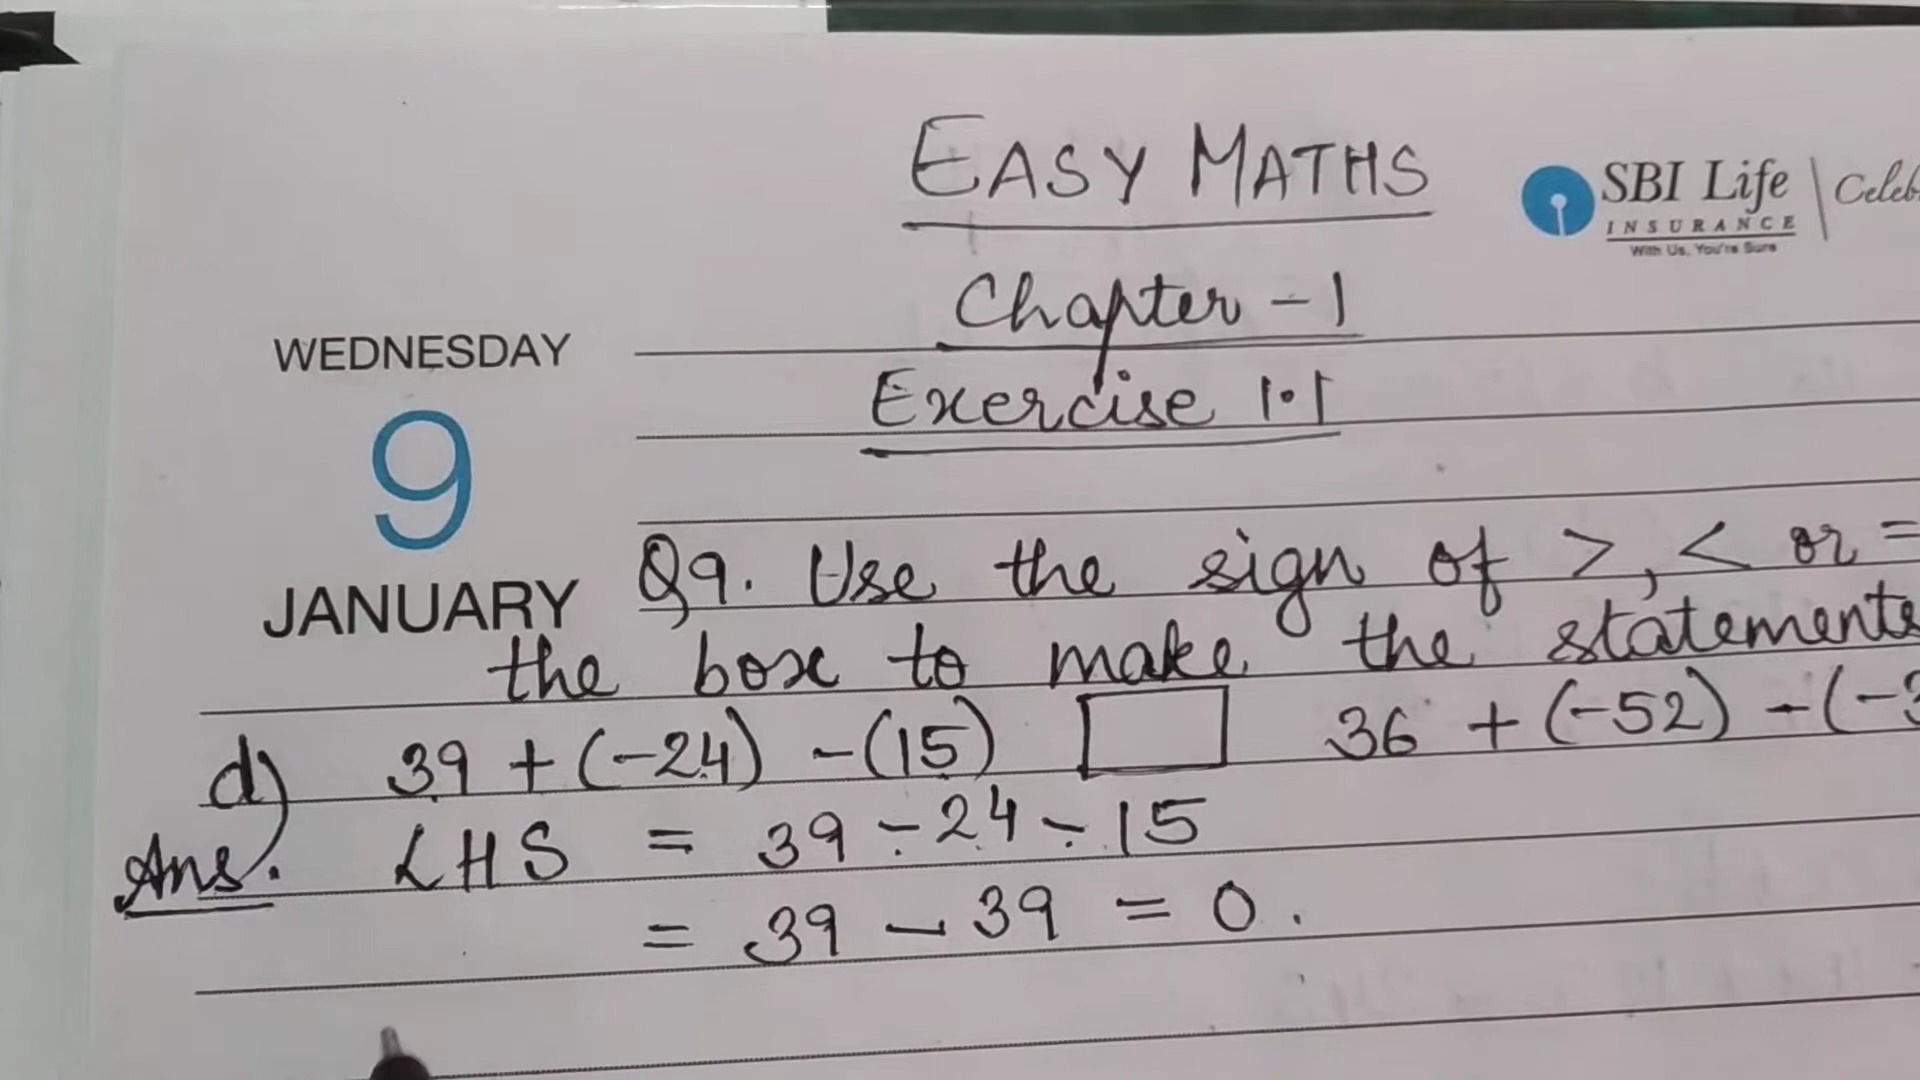 EASY MATHS
SBI Life
INSURANCE
With Us, You're Sure
Chapter - 1
WEDNESDAY
9
JANUARY
Exercise 1.1
Q9. Use the sign of >, < or =
the box to make the statements
d) 39 + (-24) - (15) 36 + (-52) - (-3
Ans. LHS = 39 - 24 - 15
= 39 - 39 = 0.